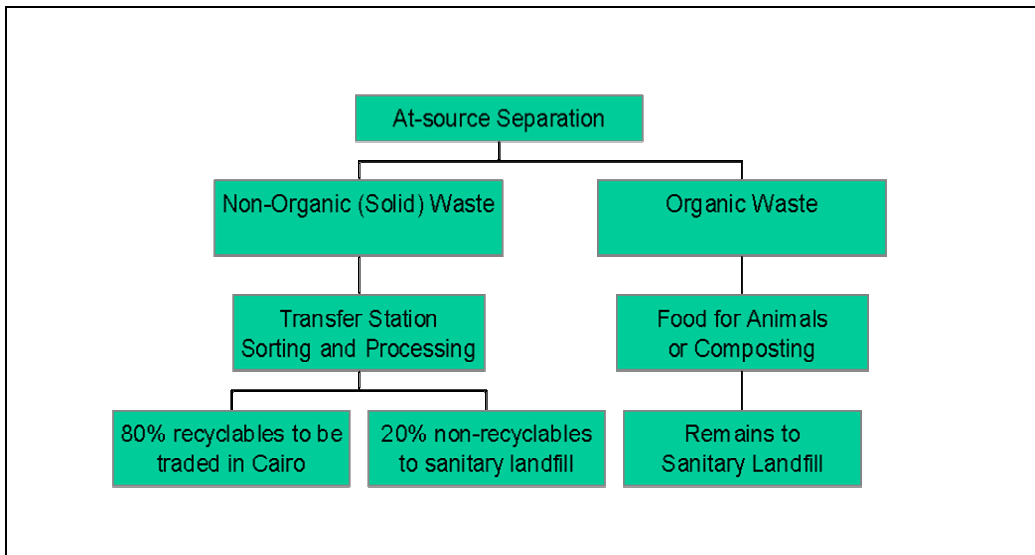 At-source Separation
Non-Organic (Solid) Waste
Organic Waste
Transfer Station
Sorting and Processing
Food for Animals
or Composting
80% recyclables to be
traded in Cairo
20% non-recyclables
to sanitary landfill
Remains to
Sanitary Landfill